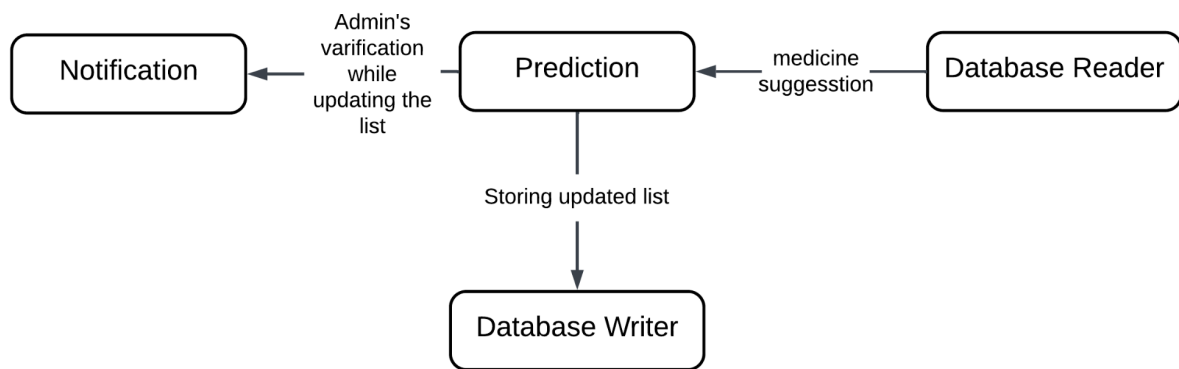 Notification
Admin's
varification
while
updating the
list
Prediction
medicine
suggesstion
Database Reader
Storing updated list
Database Writer